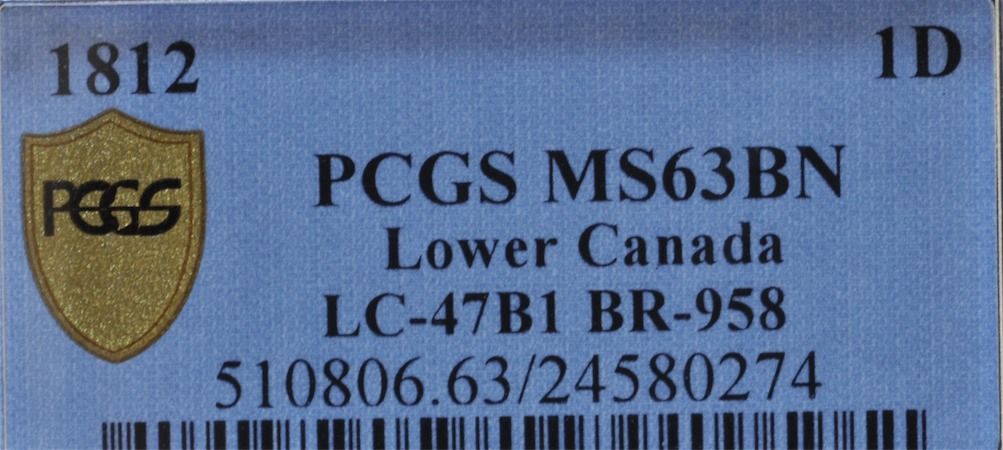 1812 1D
PCGS
PCGS MS63BN
Lower Canada
LC-47B1 BR-958
510806.63/24580274